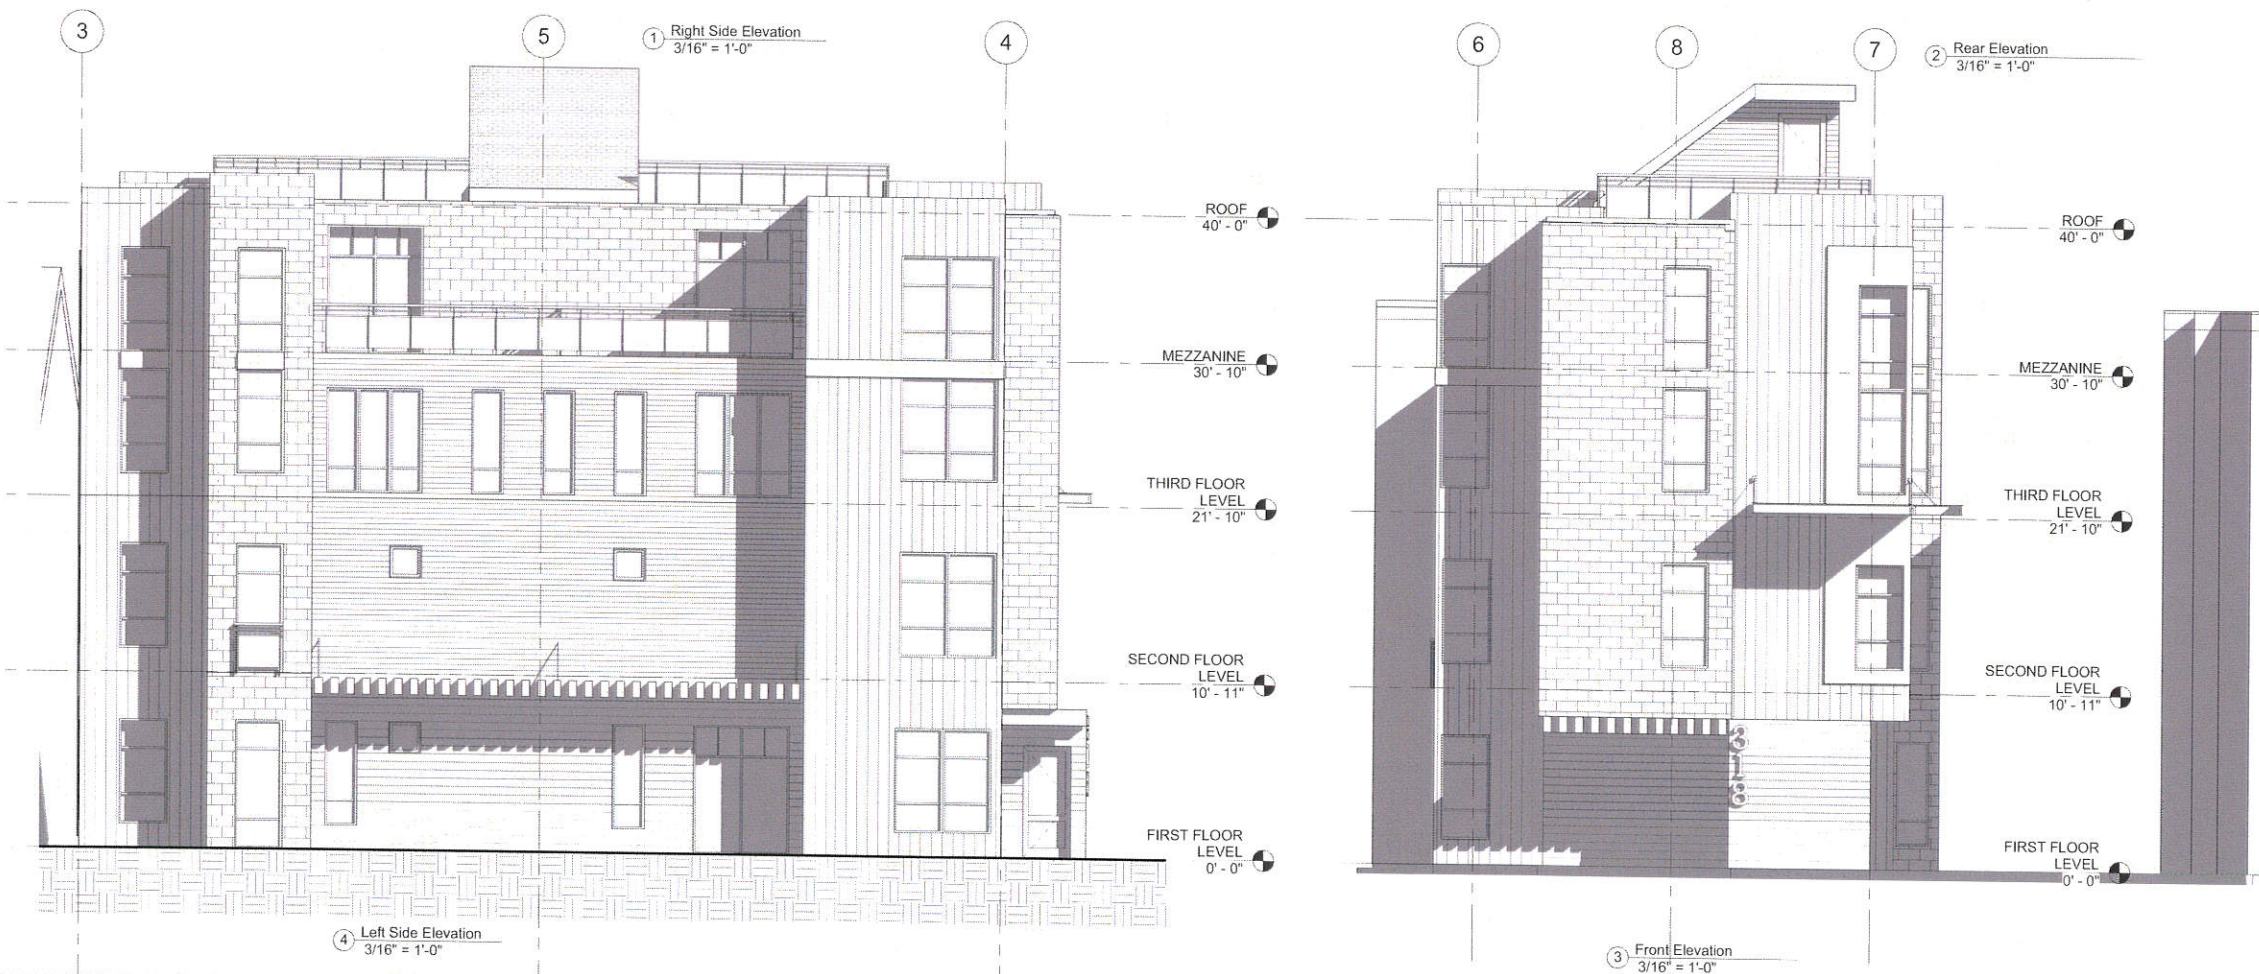 3
5
1 Right Side Elevation
3/16" = 1'-0"
4
6
8
7
2 Rear Elevation
3/16" = 1'-0"
ROOF
40' - 0"
MEZZANINE
30' - 10"
THIRD FLOOR
LEVEL
21' - 10"
SECOND FLOOR
LEVEL
10' - 11"
FIRST FLOOR
LEVEL
0' - 0"
4 Left Side Elevation
3/16" = 1'-0"
ROOF
40' - 0"
MEZZANINE
30' - 10"
THIRD FLOOR
LEVEL
21' - 10"
SECOND FLOOR
LEVEL
10' - 11"
3128
FIRST FLOOR
LEVEL
0' - 0"
3 Front Elevation
3/16" = 1'-0"